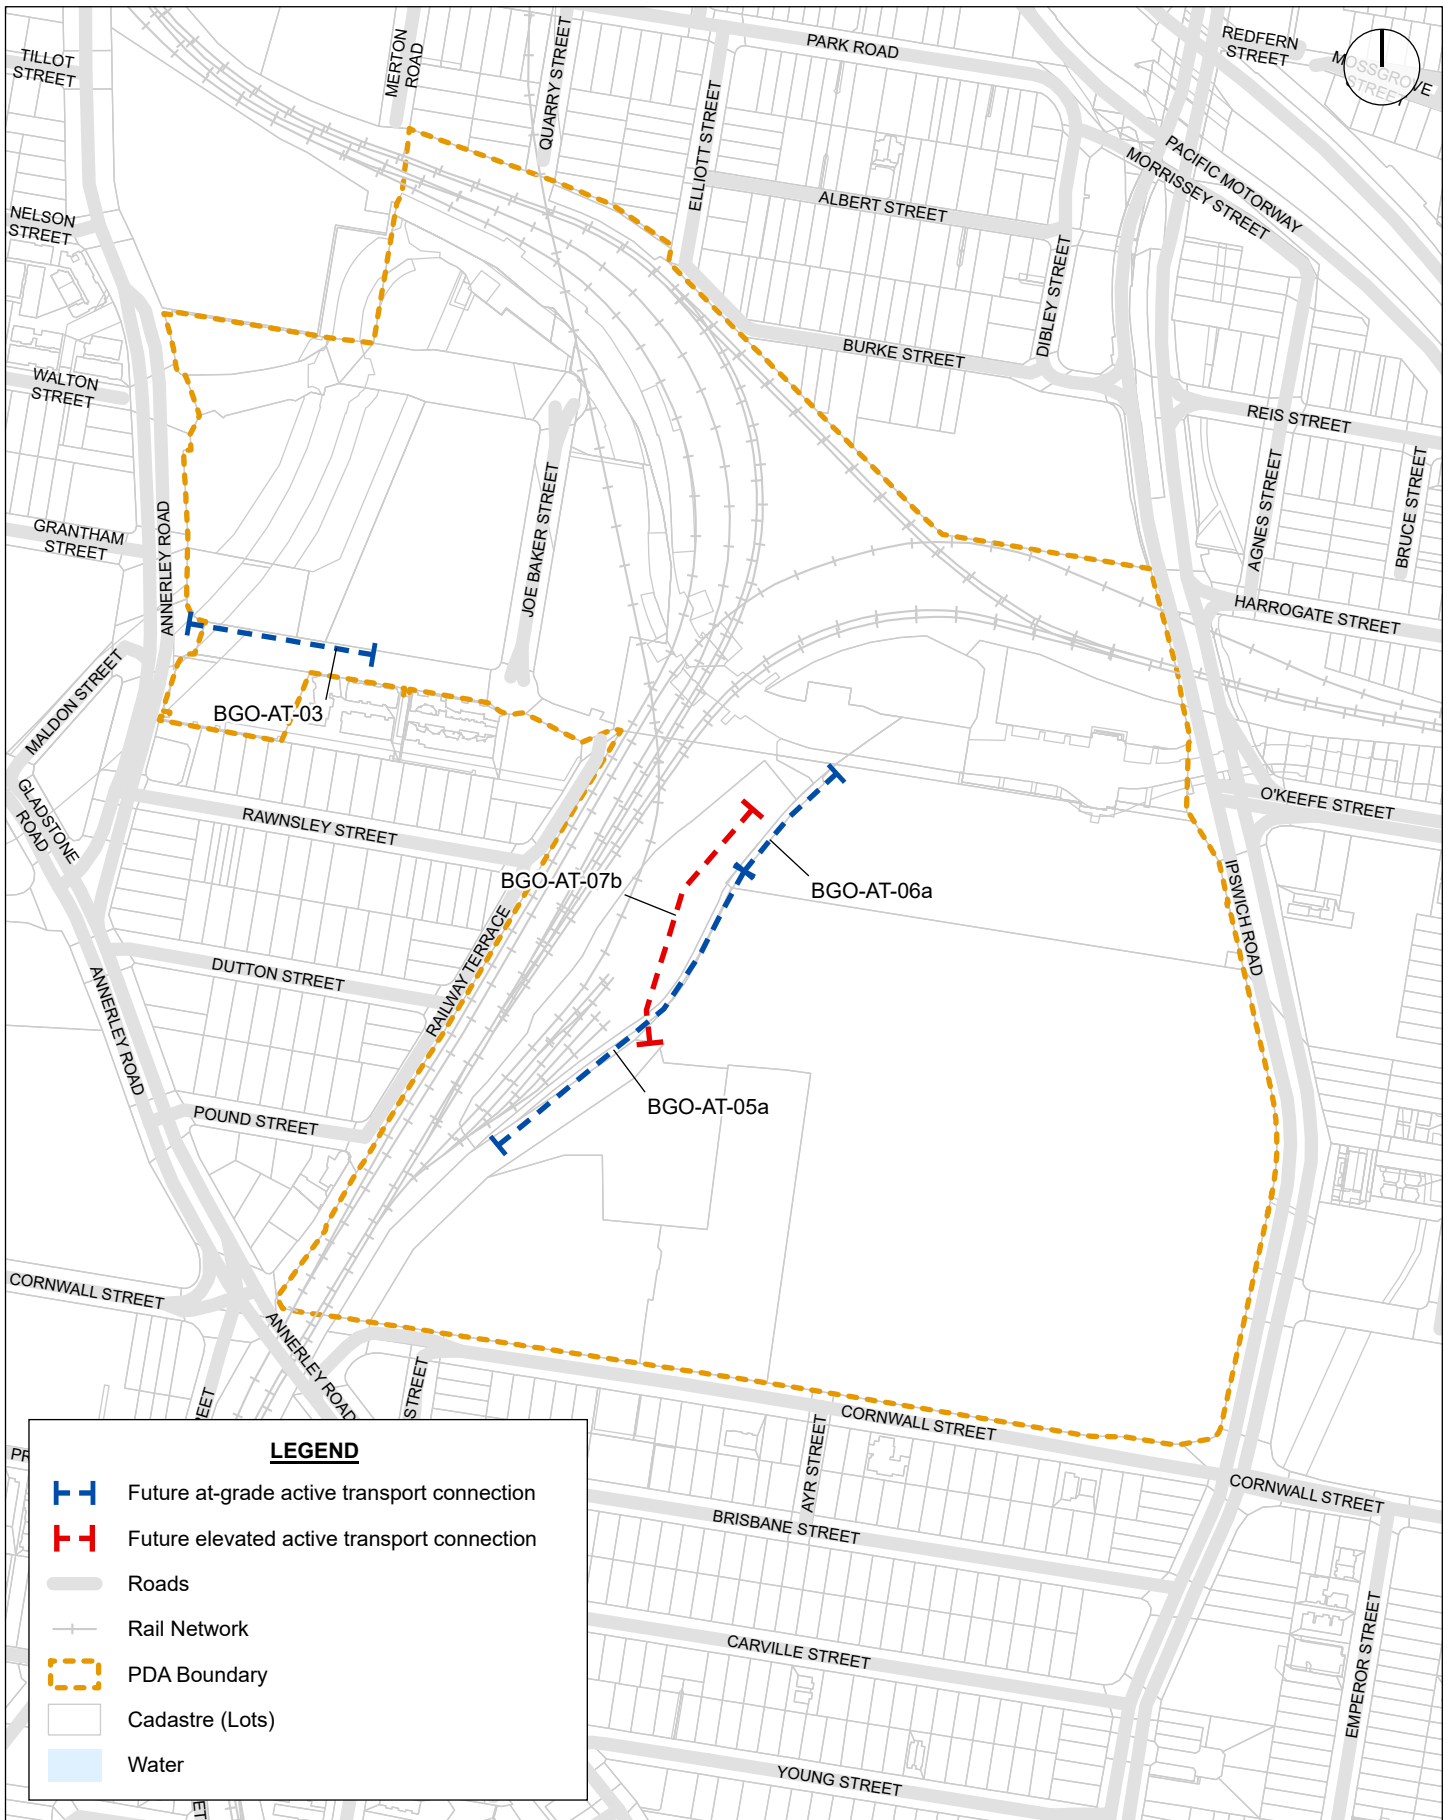 TILLOT
STREET
MERTON
ROAD
QUARRY STREET
PARK ROAD
REDFERN
STREET
MOSSGROVE
STREET
ELLIOTT STREET
PACIFIC MOTORWAY
MORRISSEY STREET
NELSON
STREET
ALBERT STREET
DIBLEY STREET
BURKE STREET
WALTON
STREET
REIS STREET
BRUCE STREET
AGNES STREET
JOE BAKER STREET
GRANTHAM
STREET
ANNERLEY ROAD
HARROGATE STREET
MALDON STREET
BGO-AT-03
GLADSTONE
ROAD
O'KEEFE STREET
RAWNSLEY STREET
BGO-AT-07b
BGO-AT-06a
IPSWICH ROAD
RAILWAY TERRACE
DUTTON STREET
ANNERLEY ROAD
BGO-AT-05a
POUND STREET
CORNWALL STREET
ANNERLEY ROAD
STREET
EET
CORNWALL STREET
AYR STREET
CORNWALL STREET
BRISBANE STREET
CARVILLE STREET
EMPEROR STREET
YOUNG STREET
PR
ET
LEGEND
Future at-grade active transport connection
Future elevated active transport connection
Roads
Rail Network
PDA Boundary
Cadastre (Lots)
Water